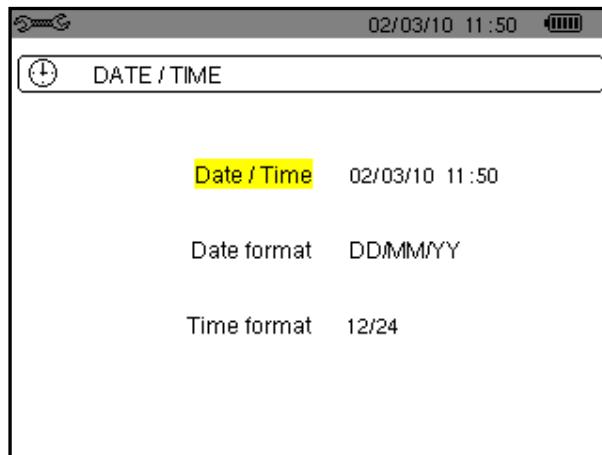 02/03/10 11:50
DATE / TIME
Date / Time 02/03/10 11:50
Date format DD/MM/YY
Time format 12/24